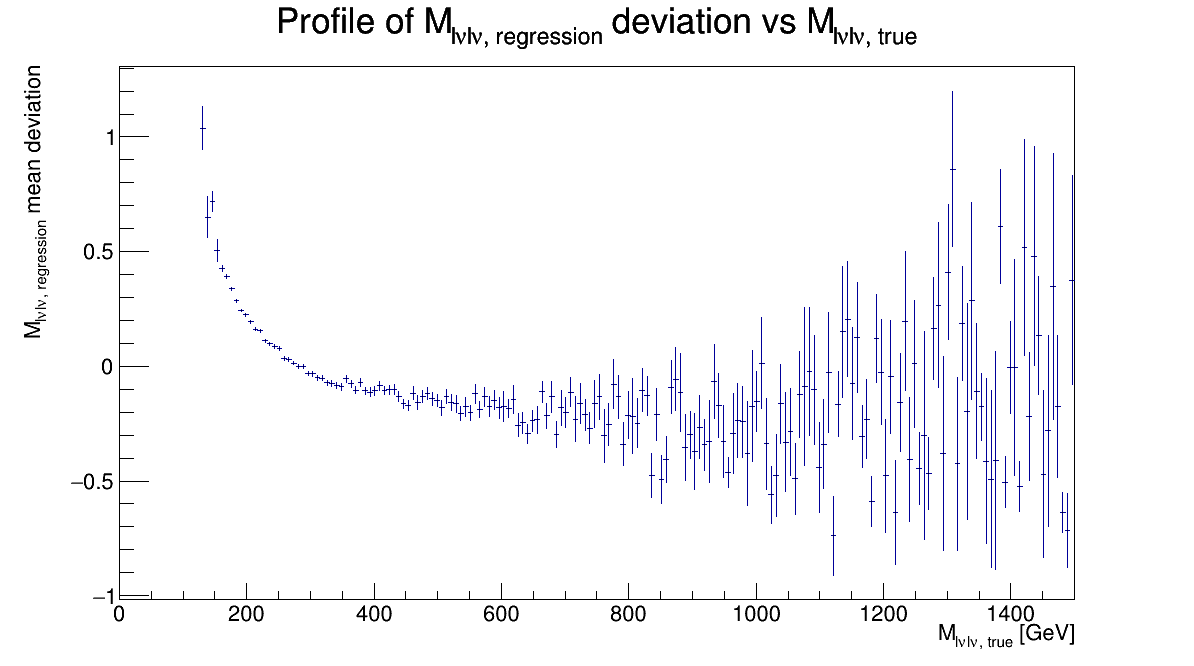 Profile of M_lνlν, regression deviation vs M_lνlν, true
M_lνlν, regression mean deviation
1
0.5
0
−0.5
−1
0 200 400 600 800 1000 1200 1400
M_lνlν, true [GeV]